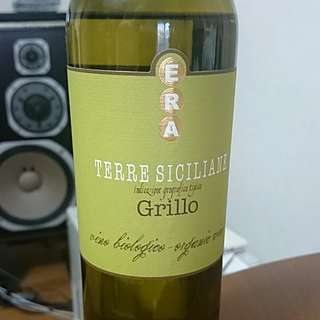 ERA
TERRE SICILIANE
indicazione geografica tipica
Grillo
vino biologico - organic wine